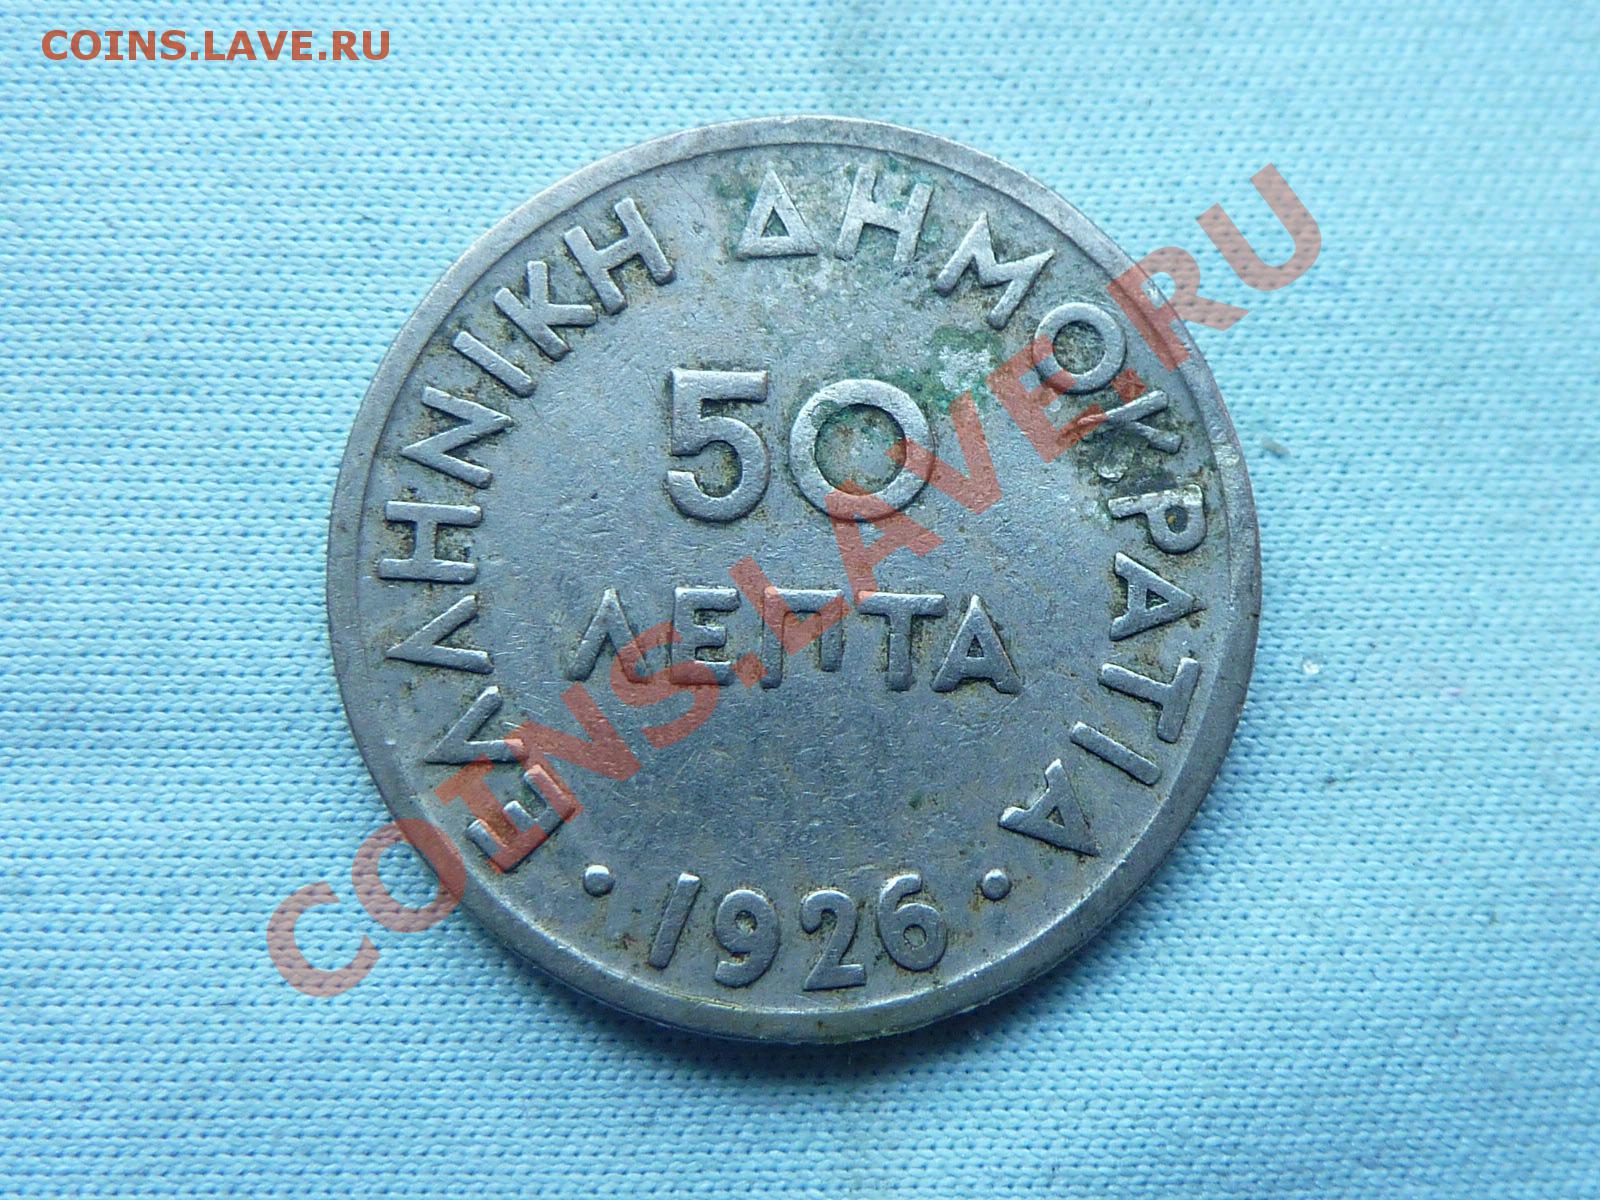 COINS.LAVE.RU
ΕΛΛΗΝΙΚΗ ΔΗΜΟΚΡΑΤΙΑ
50
ΛΕΠΤΑ
· 1926 ·
COINS.LAVE.RU